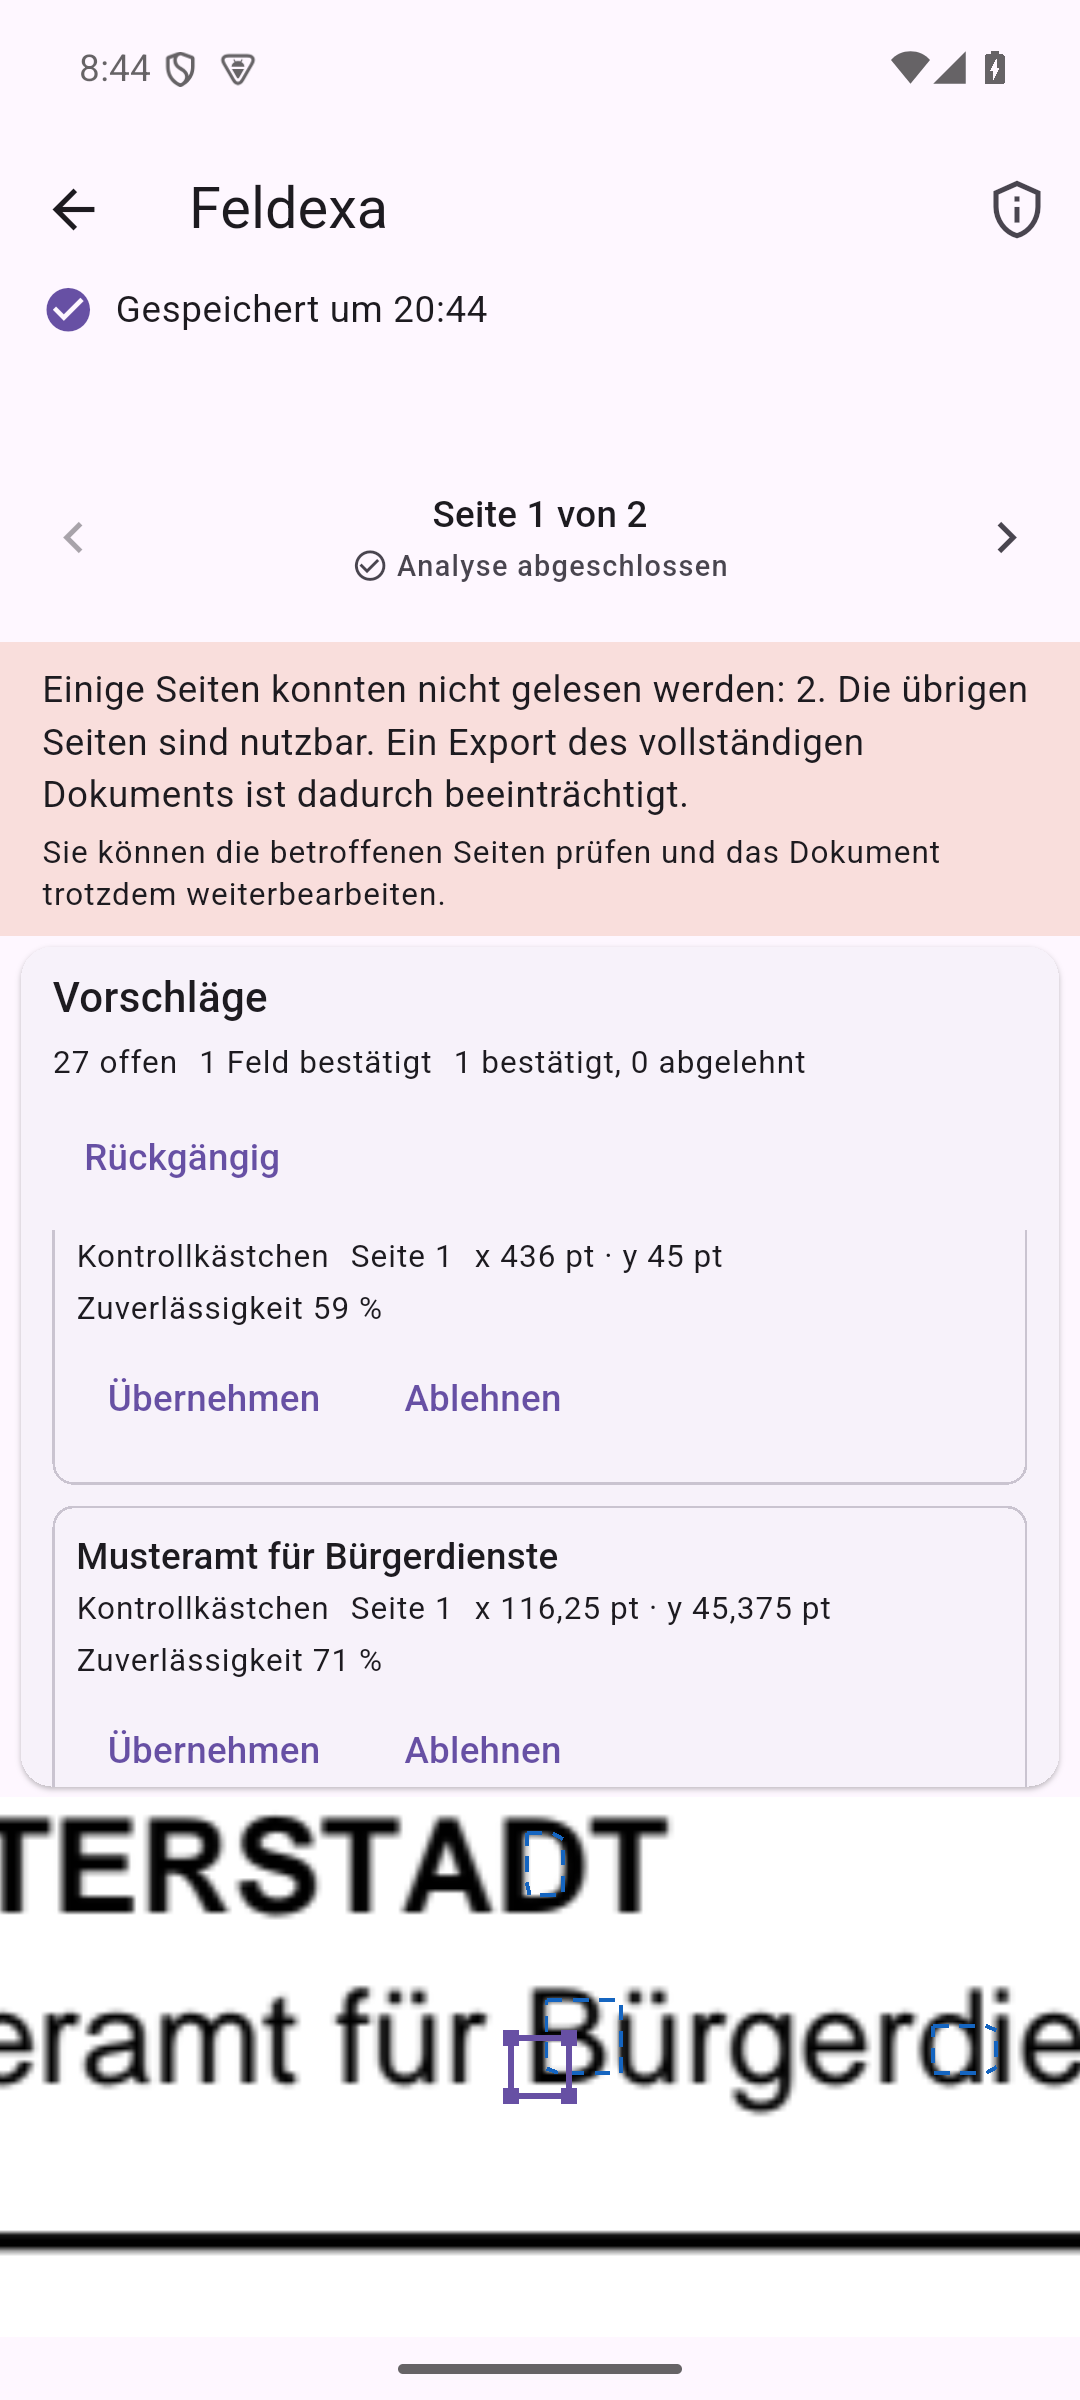 8:44
Feldexa
Gespeichert um 20:44
Seite 1 von 2
Analyse abgeschlossen
Einige Seiten konnten nicht gelesen werden: 2. Die übrigen
Seiten sind nutzbar. Ein Export des vollständigen
Dokuments ist dadurch beeinträchtigt.
Sie können die betroffenen Seiten prüfen und das Dokument
trotzdem weiterbearbeiten.
Vorschläge
27 offen 1 Feld bestätigt 1 bestätigt, 0 abgelehnt
Rückgängig
Kontrollkästchen Seite 1 x 436 pt · y 45 pt
Zuverlässigkeit 59 %
Übernehmen Ablehnen
Musteramt für Bürgerdienste
Kontrollkästchen Seite 1 x 116,25 pt · y 45,375 pt
Zuverlässigkeit 71 %
Übernehmen Ablehnen
TERSTADT
eramt für Bürgerdie